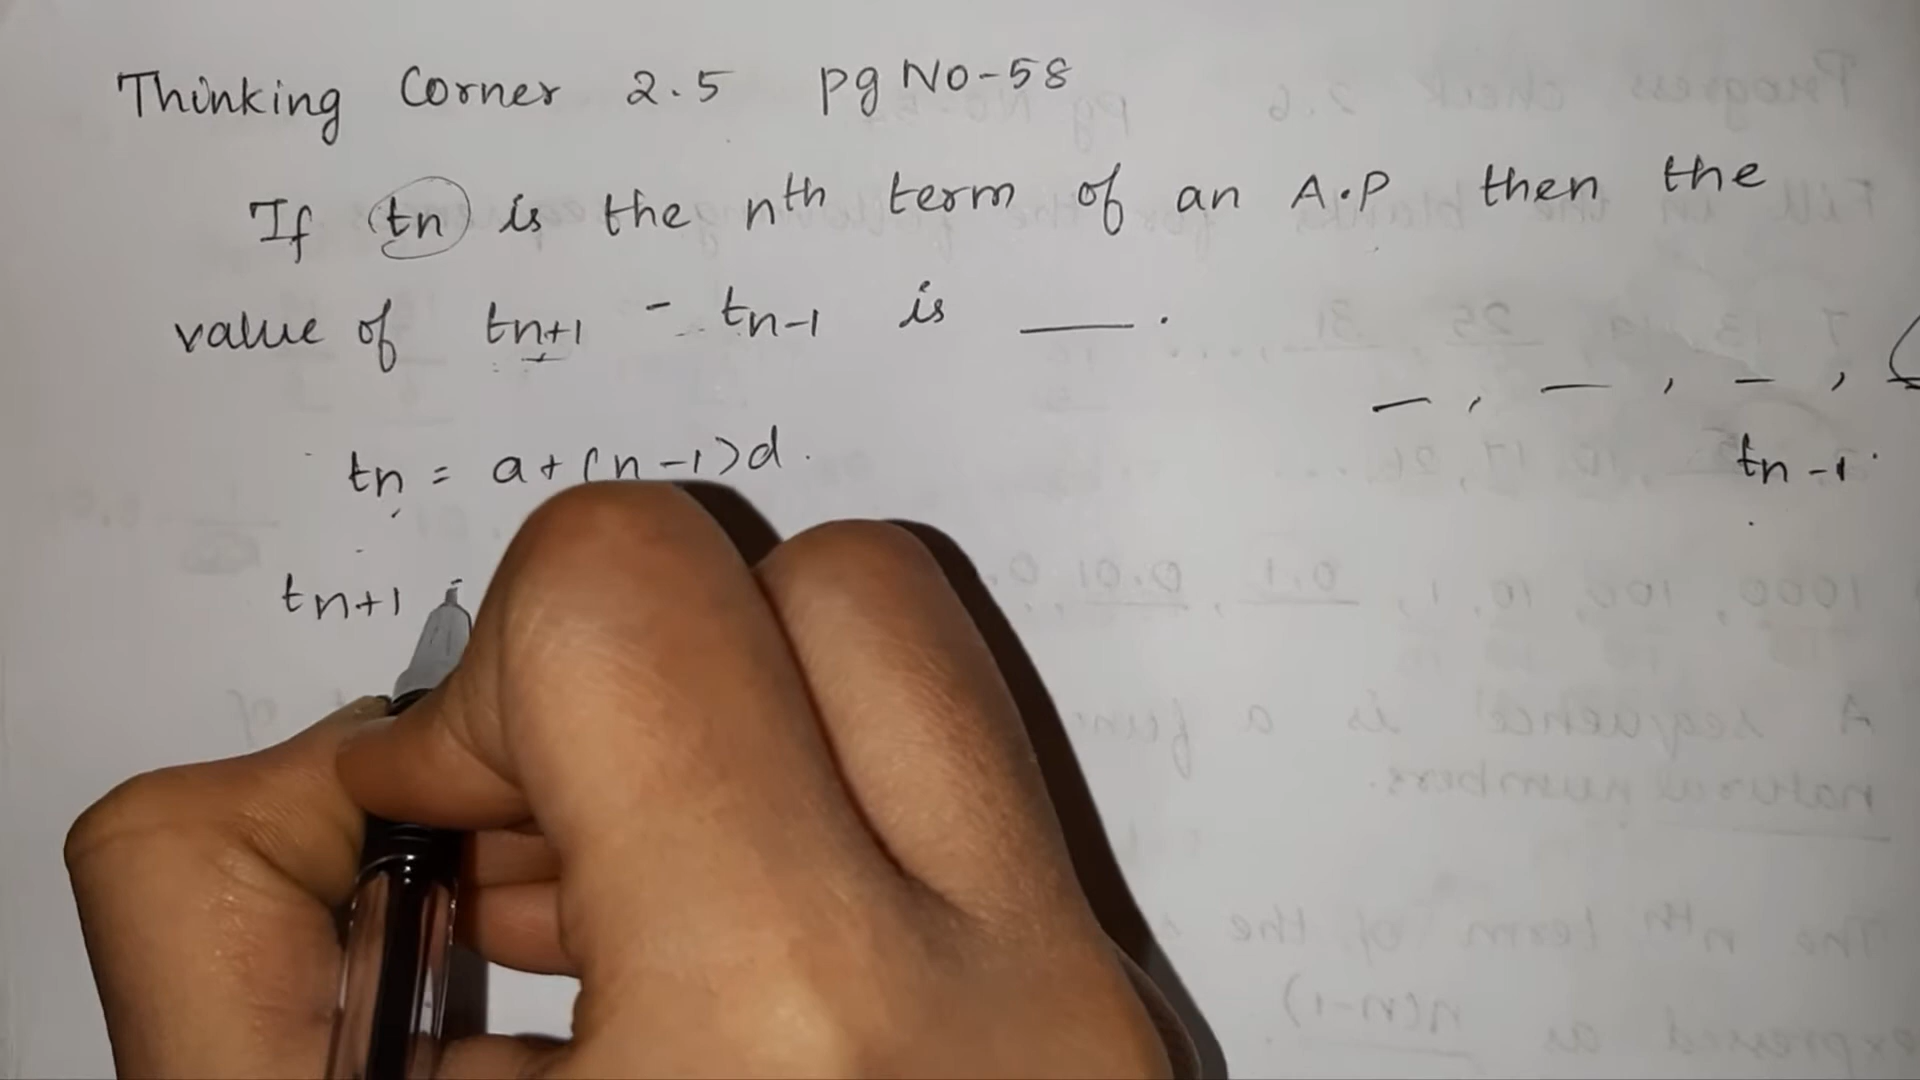 Thinking Corner 2.5 pg No-58
If tn is the nth term of an A.P then the
value of tn+1 - tn-1 is ___.
_ , _ , _ ,
tn = a+(n-1)d.
tn-1
tn+1 =